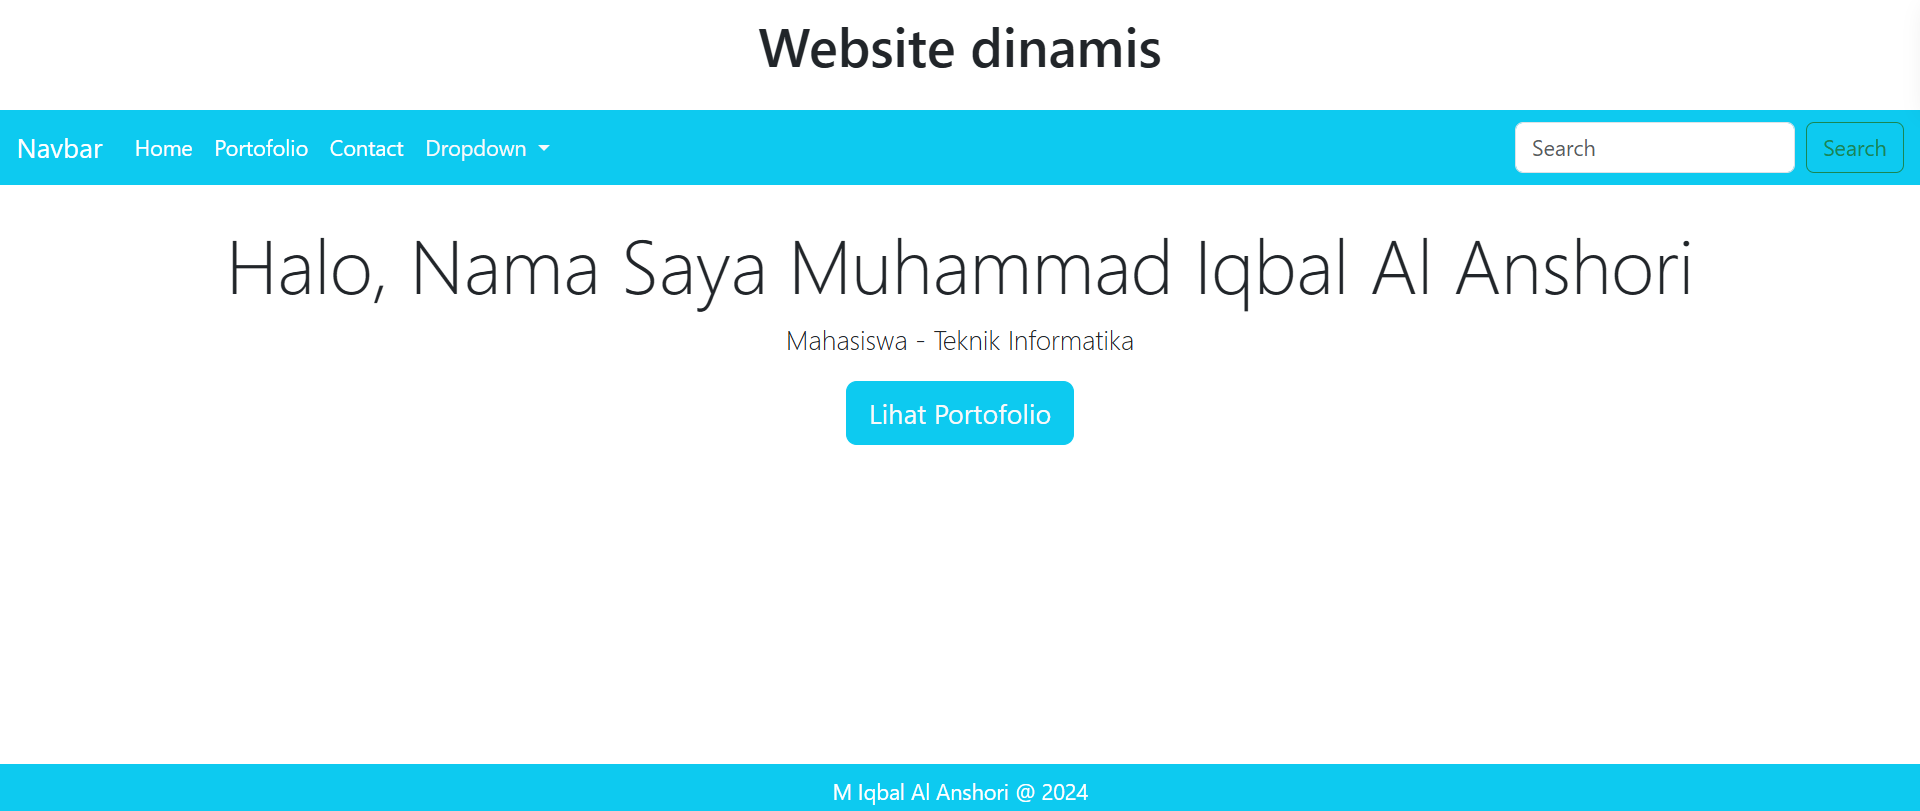 Website dinamis
Navbar Home Portofolio Contact Dropdown Search Search
Halo, Nama Saya Muhammad Iqbal Al Anshori
Mahasiswa - Teknik Informatika
Lihat Portofolio
M Iqbal Al Anshori @ 2024